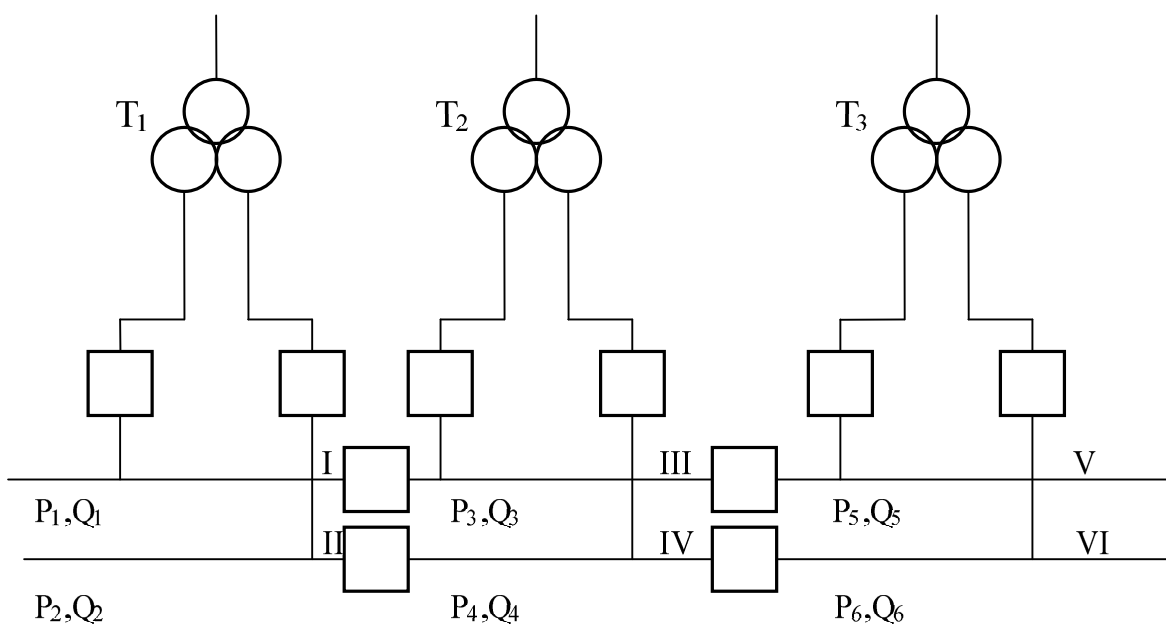 T₁ T₂ T₃
I III V
P₁,Q₁ P₃,Q₃ P₅,Q₅
II IV VI
P₂,Q₂ P₄,Q₄ P₆,Q₆